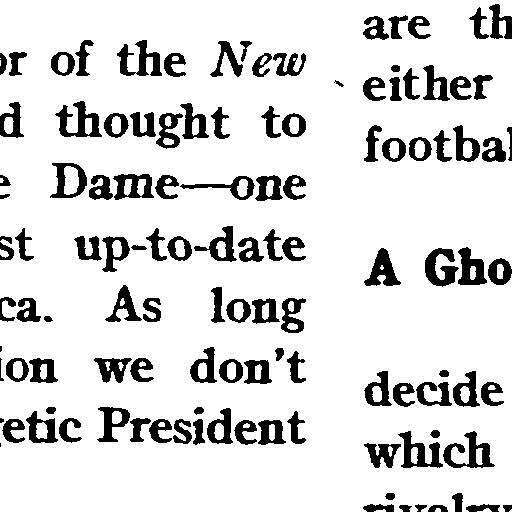 or of the New
d thought to
e Dame—one
st up-to-date
ca. As long
ion we don't
getic President
are th
either
footbal
A Gho
decide
which
rivalry